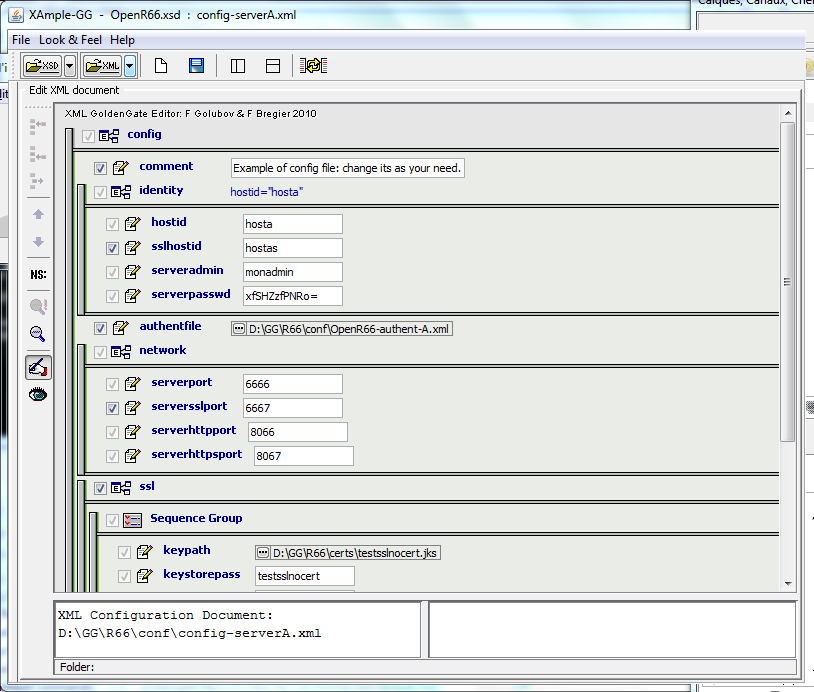 XAmple-GG - OpenR66.xsd : config-serverA.xml
File Look & Feel Help
XSD XML
Edit XML document
XML GoldenGate Editor: F Golubov & F Bregier 2010
config
comment Example of config file: change its as your need.
identity hostid="hosta"
hostid hosta
sslhostid hostas
serveradmin monadmin
serverpasswd xfSHZzfPNRo=
authentfile D:\GG\R66\conf\OpenR66-authent-A.xml
network
serverport 6666
serversslport 6667
serverhttpport 8066
serverhttpsport 8067
ssl
Sequence Group
keypath D:\GG\R66\certs\testsslnocert.jks
keystorepass testsslnocert
NS:
XML Configuration Document:
D:\GG\R66\conf\config-serverA.xml
Folder: